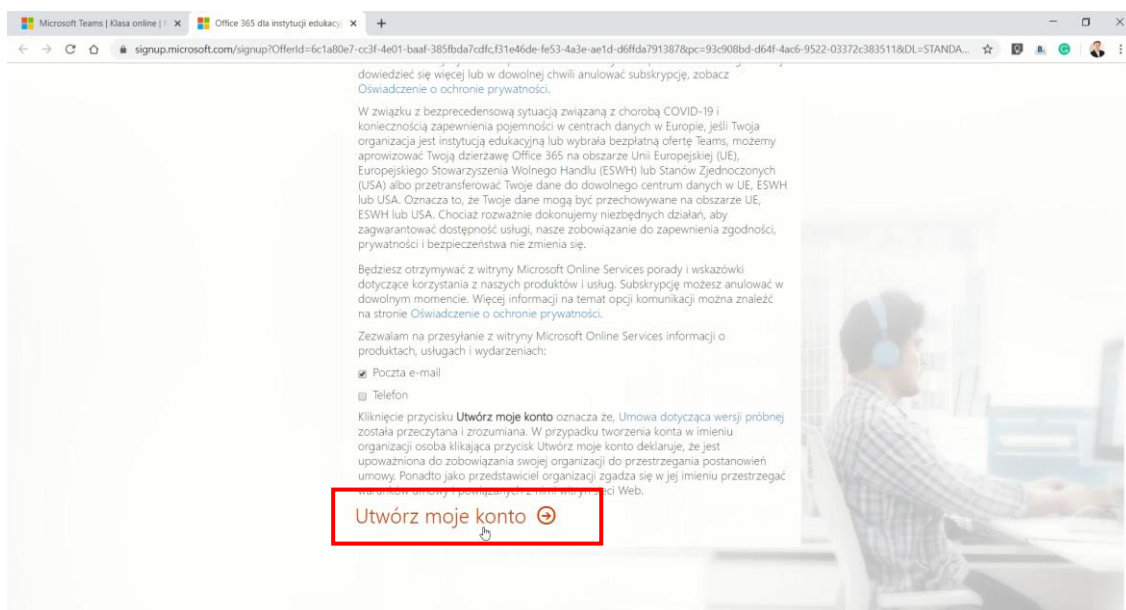 Microsoft Teams | Klasa online |
Office 365 dla instytucji edukacyj
signup.microsoft.com/signup?OfferId=6c1a80e7-cc3f-4e01-baaf-385fbda7cdfc,f31e46de-fe53-4a3e-ae1d-d6ffda7913878&pc=93c908bd-d64f-4ac6-9522-03372c383511&DL=STANDA...
dowiedzieć się więcej lub w dowolnej chwili anulować subskrypcję, zobacz
Oświadczenie o ochronie prywatności.
W związku z bezprecedensową sytuacją związaną z chorobą COVID-19 i
koniecznością zapewnienia pojemności w centrach danych w Europie, jeśli Twoja
organizacja jest instytucją edukacyjną lub wybrała bezpłatną ofertę Teams, możemy
aprowizować Twoją dzierżawę Office 365 na obszarze Unii Europejskiej (UE),
Europejskiego Stowarzyszenia Wolnego Handlu (ESWH) lub Stanów Zjednoczonych
(USA) albo przetransferować Twoje dane do dowolnego centrum danych w UE, ESWH
lub USA. Oznacza to, że Twoje dane mogą być przechowywane na obszarze UE,
ESWH lub USA. Chociaż rozważnie dokonujemy niezbędnych działań, aby
zagwarantować dostępność usługi, nasze zobowiązanie do zapewnienia zgodności,
prywatności i bezpieczeństwa nie zmienia się.
Będziesz otrzymywać z witryny Microsoft Online Services porady i wskazówki
dotyczące korzystania z naszych produktów i usług. Subskrypcję możesz anulować w
dowolnym momencie. Więcej informacji na temat opcji komunikacji można znaleźć
na stronie Oświadczenie o ochronie prywatności.
Zezwalam na przesyłanie z witryny Microsoft Online Services informacji o
produktach, usługach i wydarzeniach:
Poczta e-mail
Telefon
Kliknięcie przycisku Utwórz moje konto oznacza że, Umowa dotycząca wersji próbnej
została przeczytana i zrozumiana. W przypadku tworzenia konta w imieniu
organizacji osoba klikająca przycisk Utwórz moje konto deklaruje, że jest
upoważniona do zobowiązania swojej organizacji do przestrzegania postanowień
umowy. Ponadto jako przedstawiciel organizacji zgadza się w jej imieniu przestrzegać
warunków umowy i powiązanych z nimi witryn sieci Web.
Utwórz moje konto